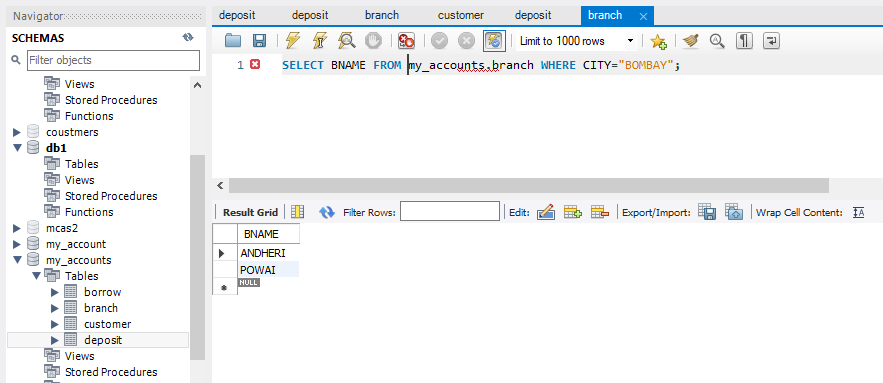 Navigator
SCHEMAS
Filter objects
Views
Stored Procedures
Functions
coustmers
db1
Tables
Views
Stored Procedures
Functions
mcas2
my_account
my_accounts
Tables
borrow
branch
customer
deposit
Views
Stored Procedures
deposit deposit branch customer deposit branch
Limit to 1000 rows
1 SELECT BNAME FROM my_accounts.branch WHERE CITY="BOMBAY";
Result Grid Filter Rows: Edit: Export/Import: Wrap Cell Content: IA
BNAME
ANDHERI
POWAI
NULL